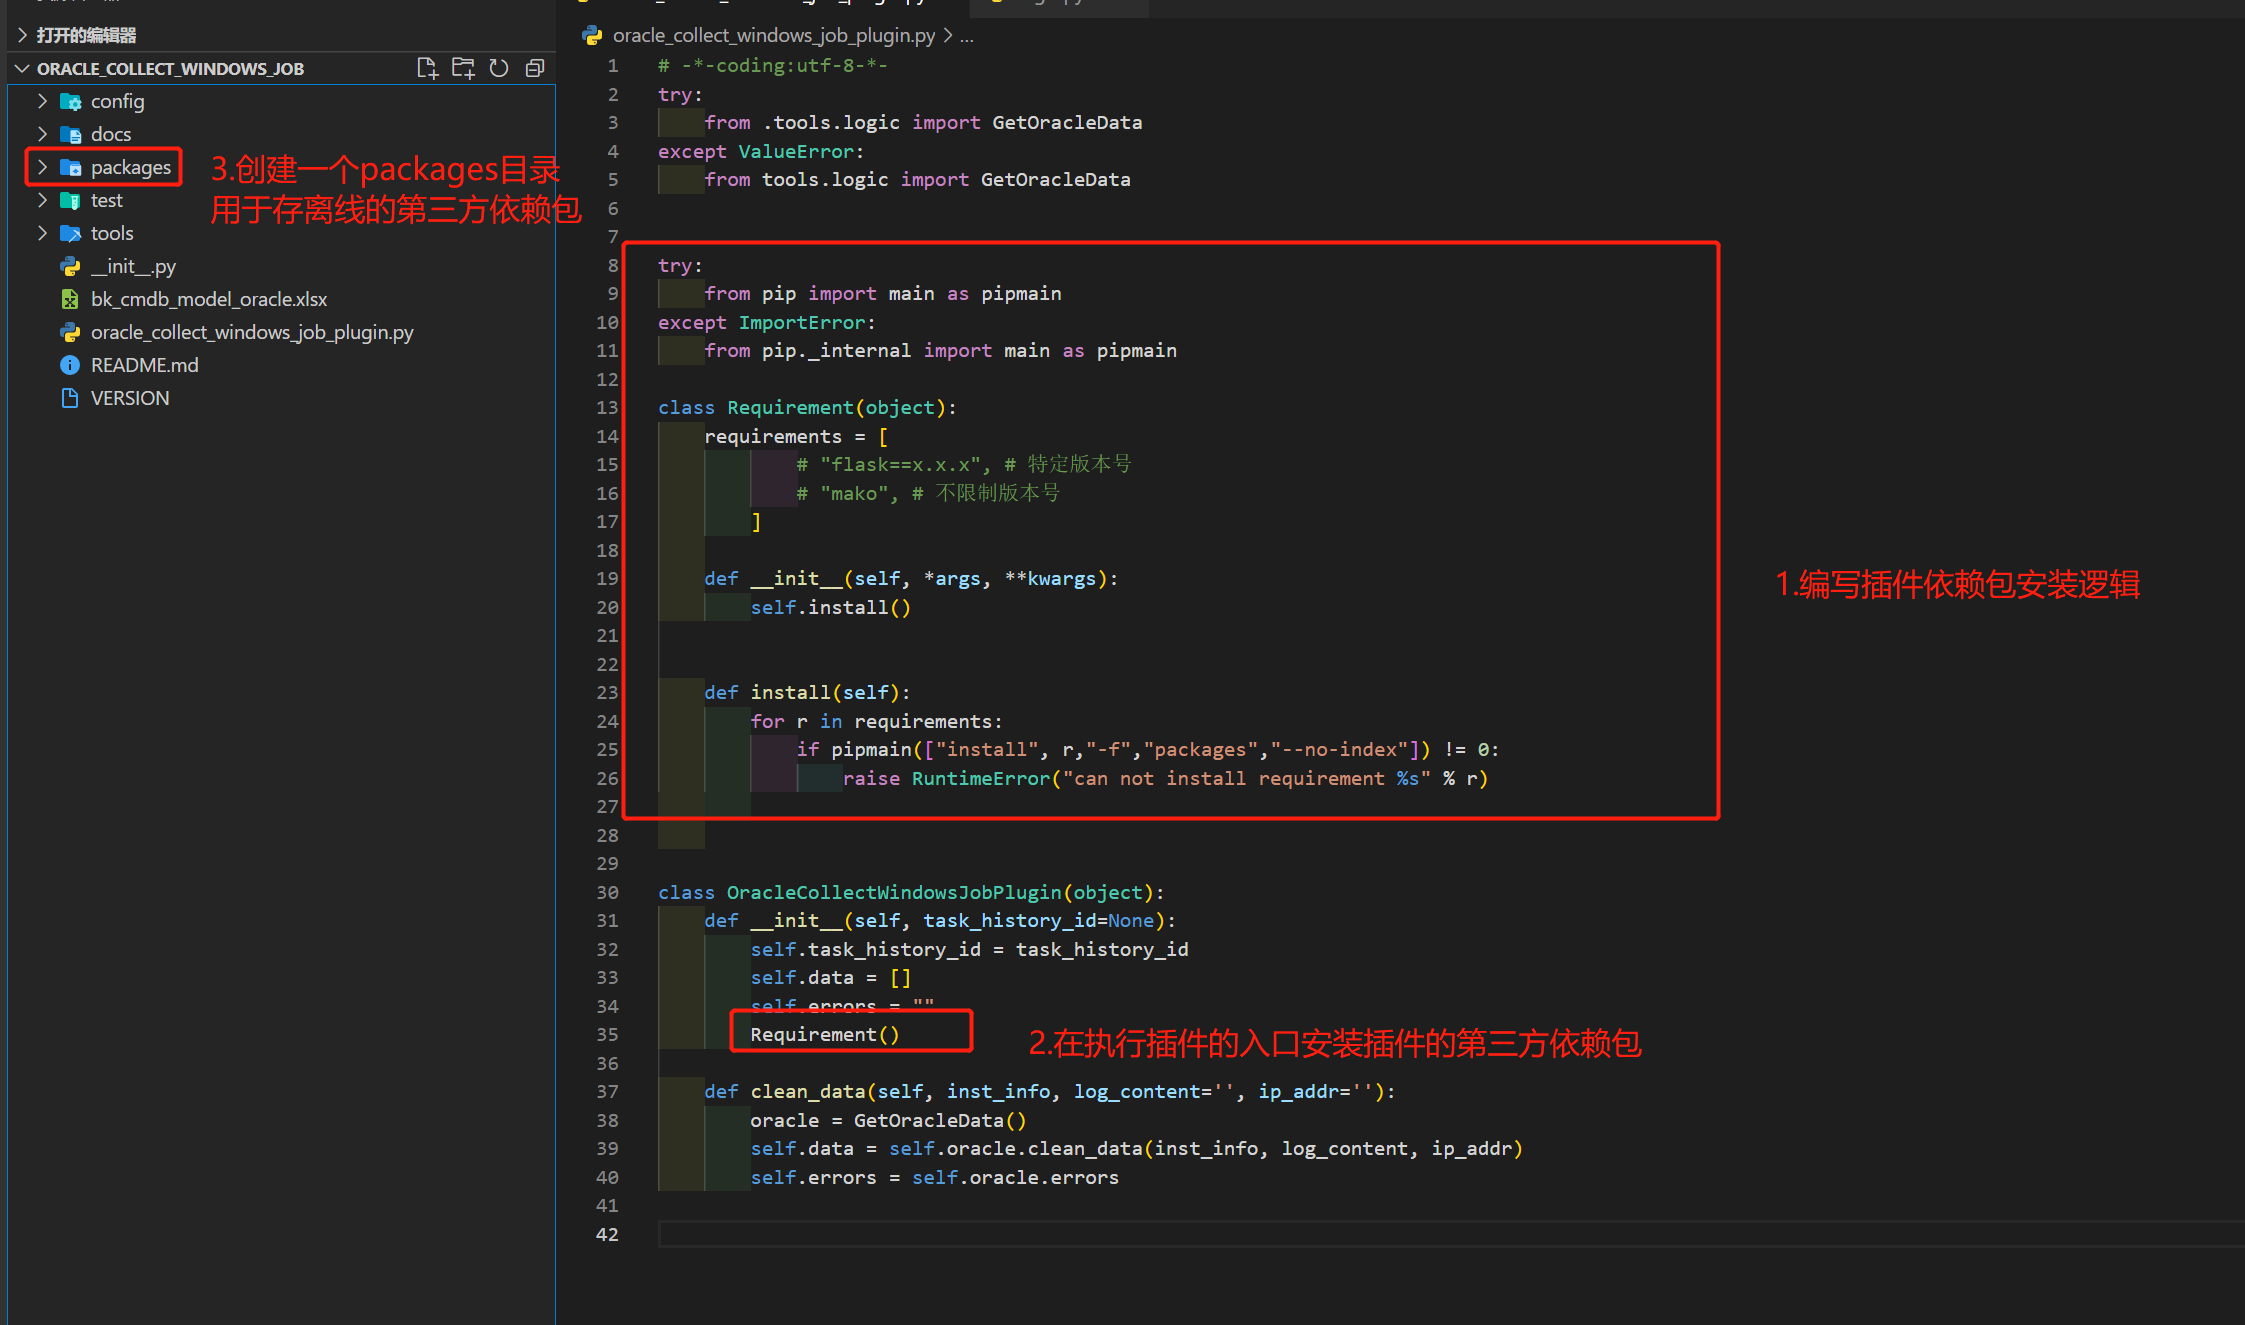 打开的编辑器
ORACLE_COLLECT_WINDOWS_JOB
config
docs
packages
test
tools
__init__.py
bk_cmdb_model_oracle.xlsx
oracle_collect_windows_job_plugin.py
README.md
VERSION
3.创建一个packages目录
用于存离线的第三方依赖包
oracle_collect_windows_job_plugin.py > ...
1 # -*-coding:utf-8-*-
2 try:
3     from .tools.logic import GetOracleData
4 except ValueError:
5     from tools.logic import GetOracleData
6
7
8 try:
9     from pip import main as pipmain
10 except ImportError:
11     from pip._internal import main as pipmain
12
13 class Requirement(object):
14     requirements = [
15             # "flask==x.x.x", # 特定版本号
16             # "mako", # 不限制版本号
17         ]
18
19     def __init__(self, *args, **kwargs):
20         self.install()
21
22
23     def install(self):
24         for r in requirements:
25             if pipmain(["install", r,"-f","packages","--no-index"]) != 0:
26                 raise RuntimeError("can not install requirement %s" % r)
27
28
29
30 class OracleCollectWindowsJobPlugin(object):
31     def __init__(self, task_history_id=None):
32         self.task_history_id = task_history_id
33         self.data = []
34         self.errors = ""
35         Requirement()
36
37     def clean_data(self, inst_info, log_content='', ip_addr=''):
38         oracle = GetOracleData()
39         self.data = self.oracle.clean_data(inst_info, log_content, ip_addr)
40         self.errors = self.oracle.errors
41
42
1.编写插件依赖包安装逻辑
2.在执行插件的入口安装插件的第三方依赖包